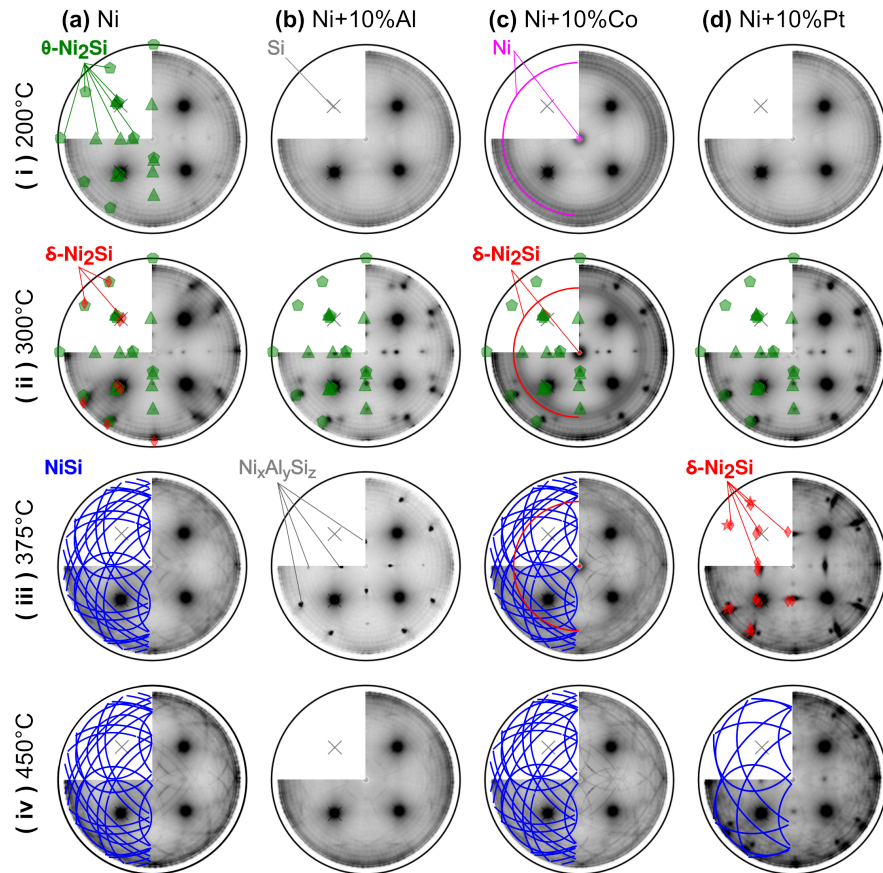 (a) Ni (b) Ni+10%Al (c) Ni+10%Co (d) Ni+10%Pt
θ-Ni2Si Si Ni
(i) 200°C
δ-Ni2Si δ-Ni2Si
(ii) 300°C
NiSi NixAlySiz δ-Ni2Si
(iii) 375°C
(iv) 450°C